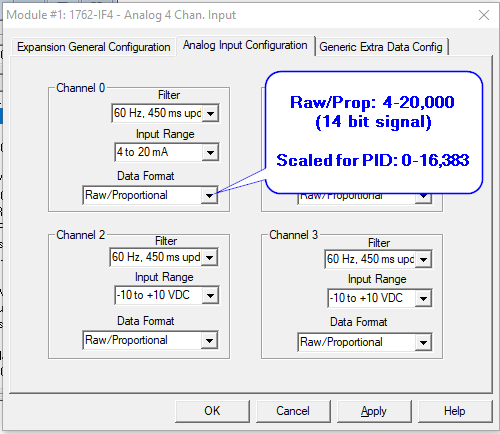 Module #1: 1762-IF4 - Analog 4 Chan. Input
Expansion General Configuration
Analog Input Configuration
Generic Extra Data Config
Channel 0
Filter
60 Hz, 450 ms upd
Input Range
4 to 20 mA
Data Format
Raw/Proportional
Raw/Prop: 4-20,000
(14 bit signal)
Scaled for PID: 0-16,383
Channel 2
Filter
60 Hz, 450 ms upd
Input Range
-10 to +10 VDC
Data Format
Raw/Proportional
Channel 3
Filter
60 Hz, 450 ms upd
Input Range
-10 to +10 VDC
Data Format
Raw/Proportional
OK
Cancel
Apply
Help